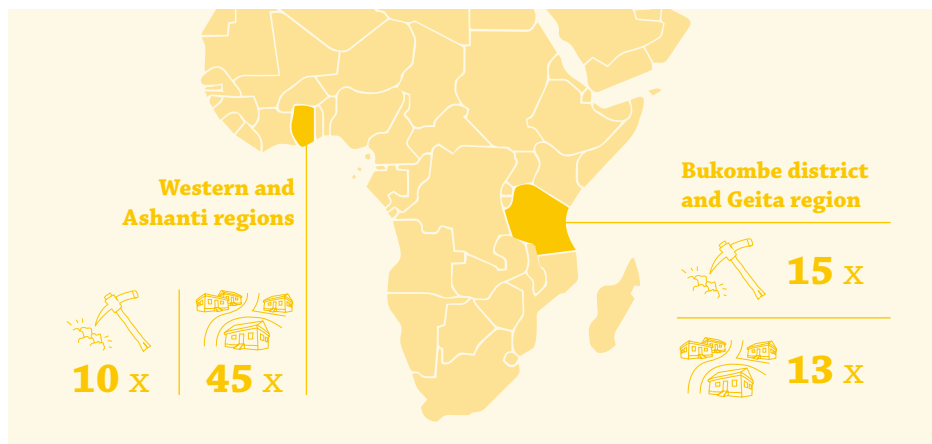 Western and
Ashanti regions
10 x
45 x
Bukombe district
and Geita region
15 x
13 x